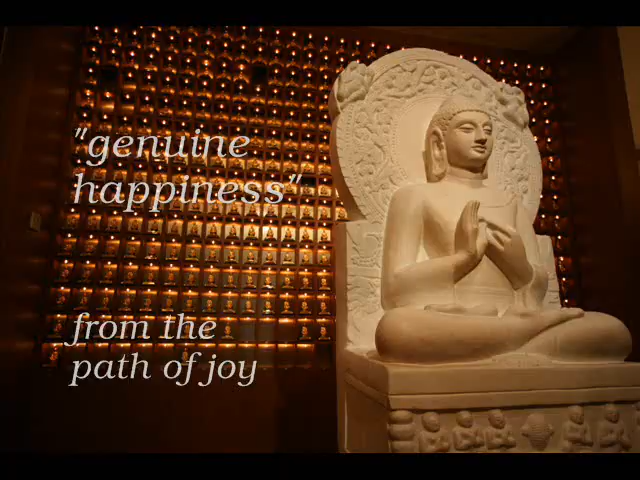 "genuine
happiness"
from the
path of joy